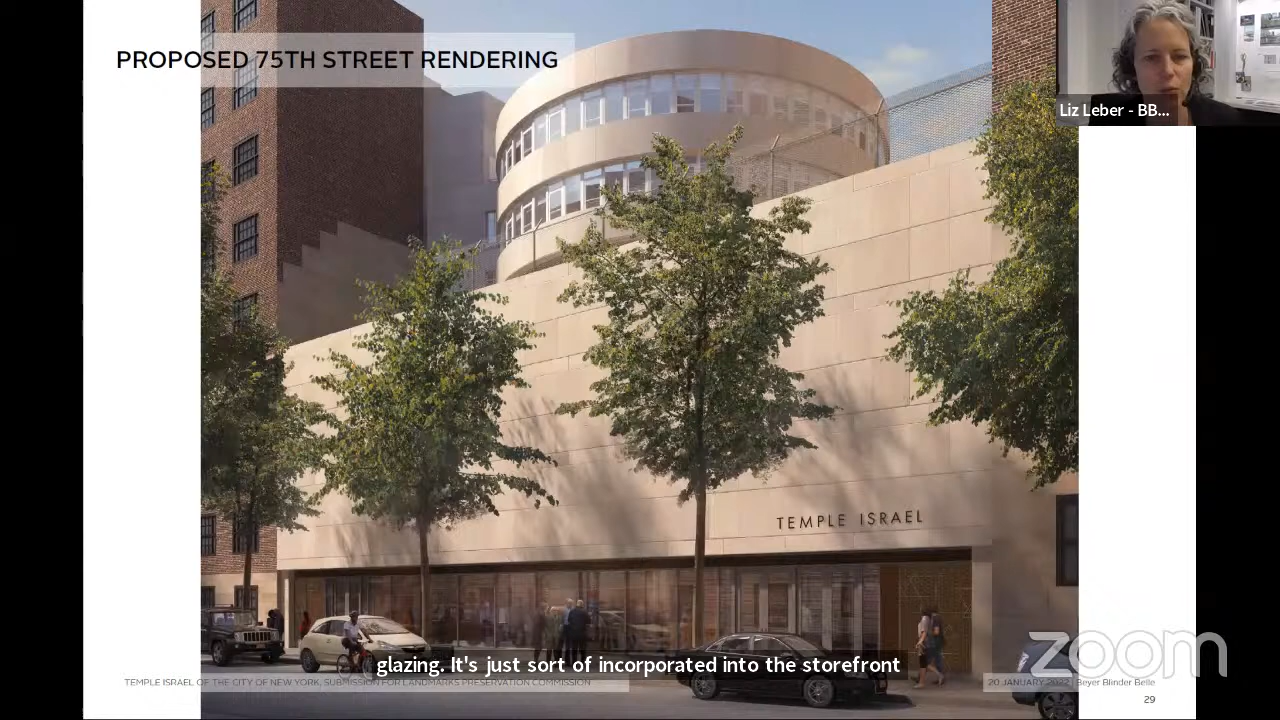 PROPOSED 75TH STREET RENDERING
Liz Leber - BB...
TEMPLE ISRAEL
glazing. It's just sort of incorporated into the storefront
TEMPLE ISRAEL OF THE CITY OF NEW YORK, SUBMISSION FOR LANDMARKS PRESERVATION COMMISSION
20 JANUARY 2022 | Beyer Blinder Belle
29
zoom